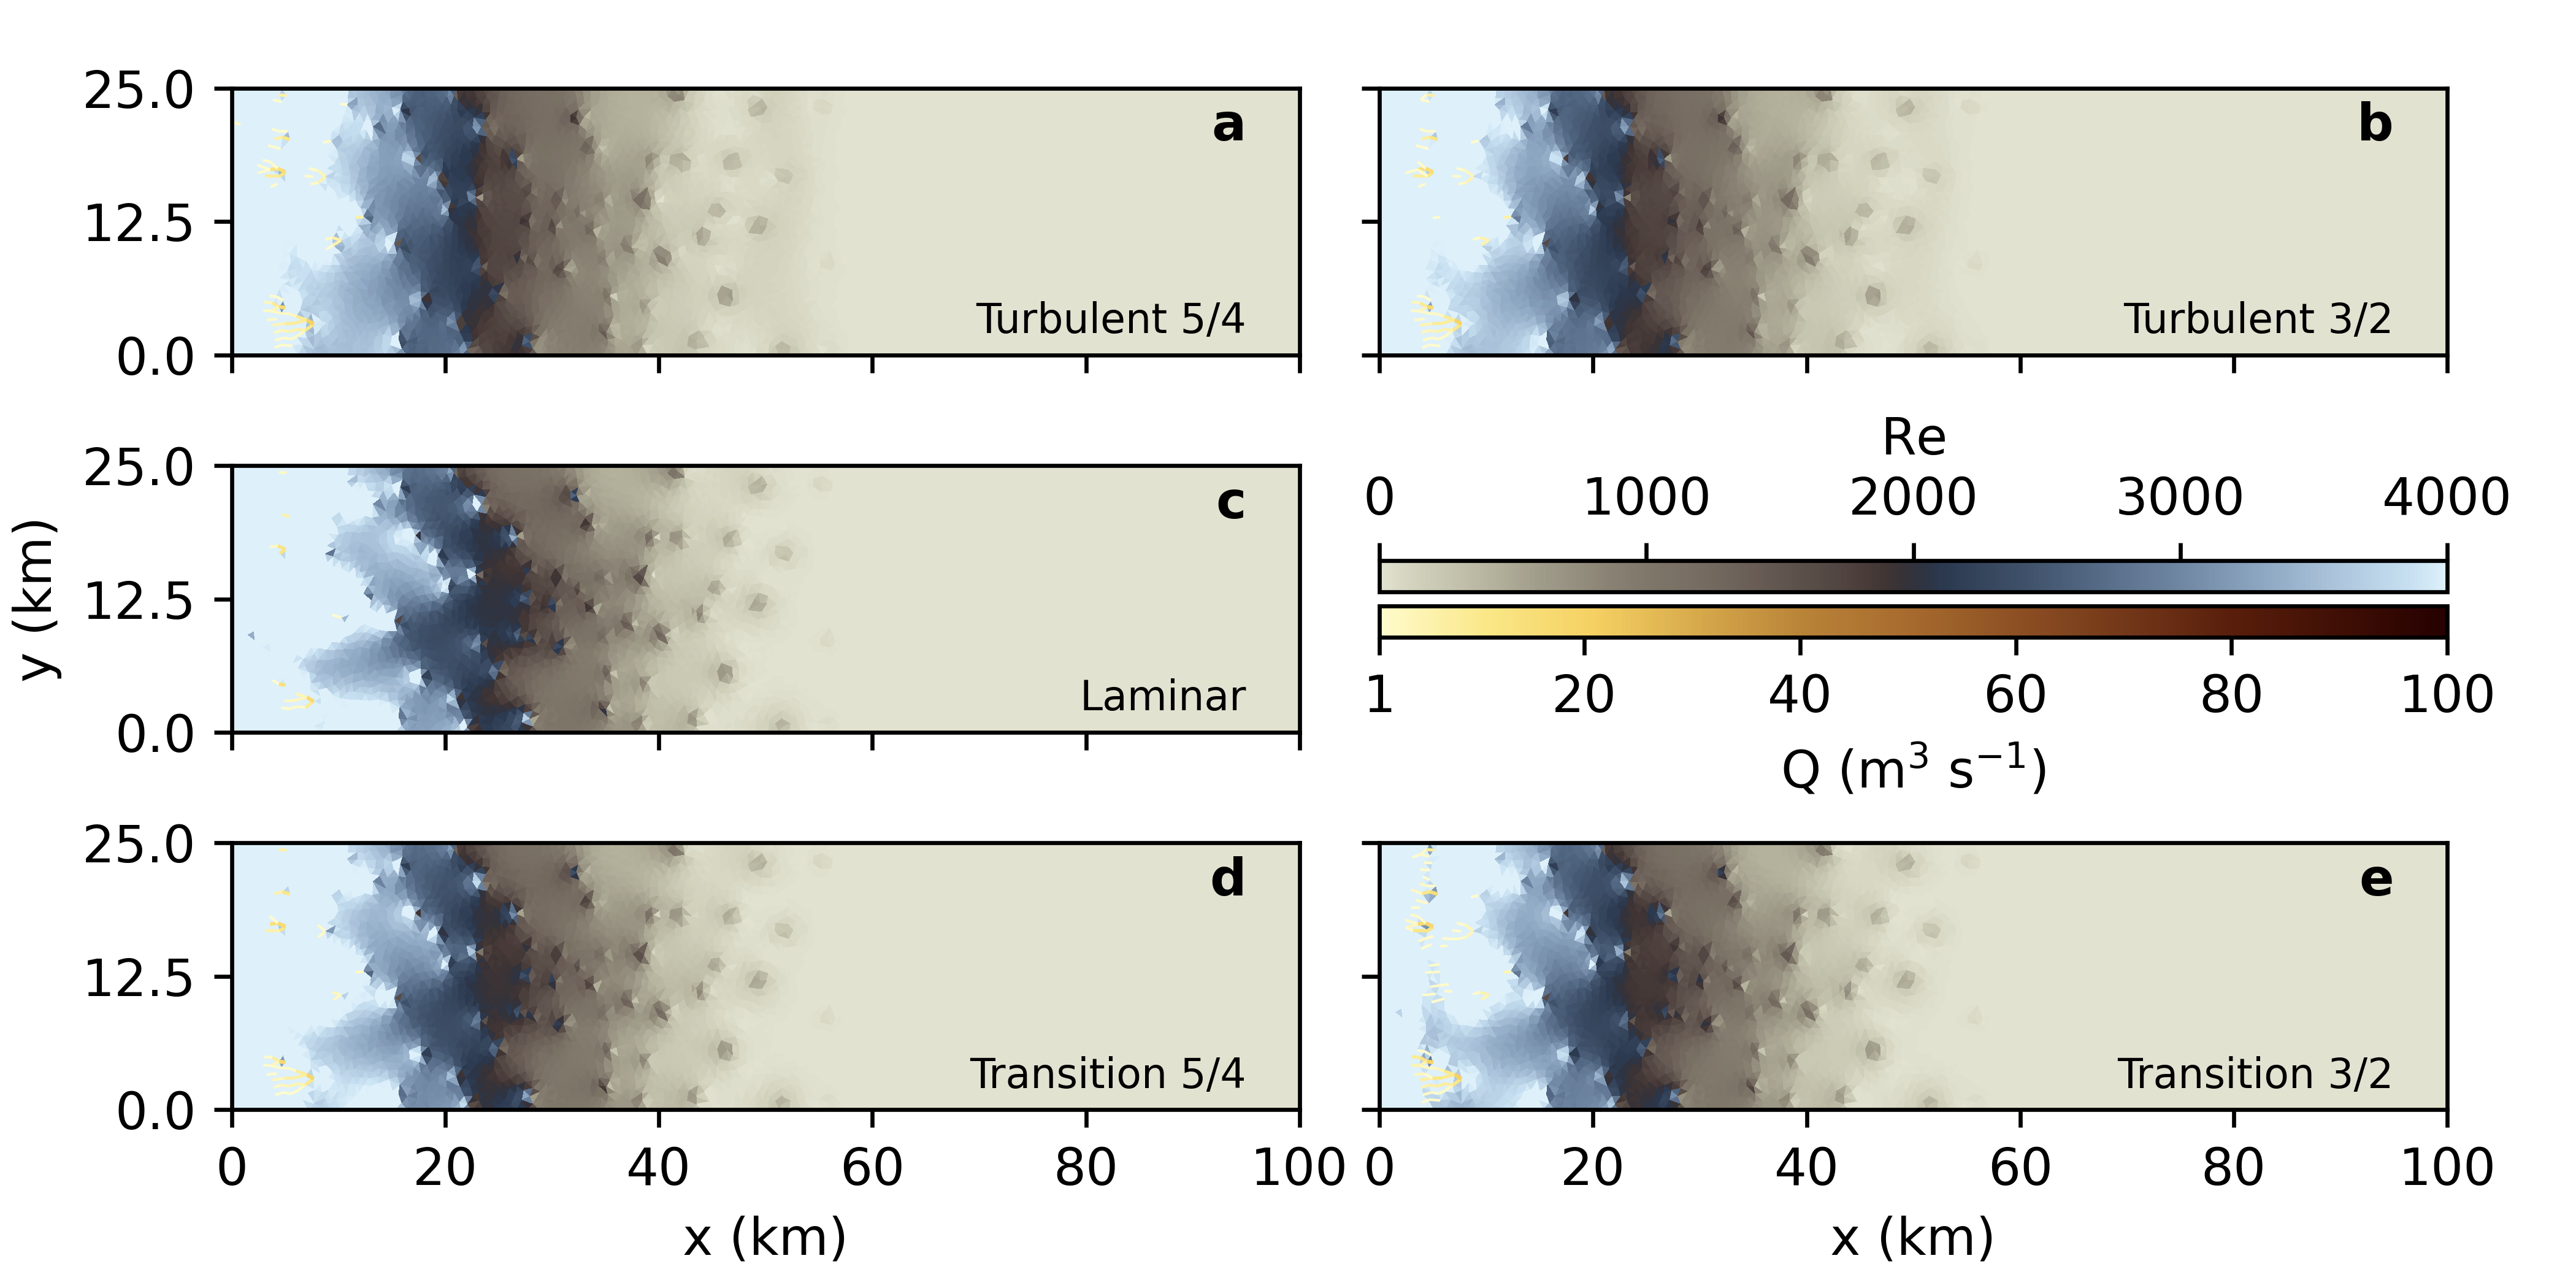 25.0
12.5
0.0
a
Turbulent 5/4
b
Turbulent 3/2
y (km)
25.0
12.5
0.0
c
Laminar
Re
0 1000 2000 3000 4000
1 20 40 60 80 100
Q (m³ s⁻¹)
25.0
12.5
0.0
d
Transition 5/4
e
Transition 3/2
0 20 40 60 80 100
0 20 40 60 80 100
x (km)
x (km)